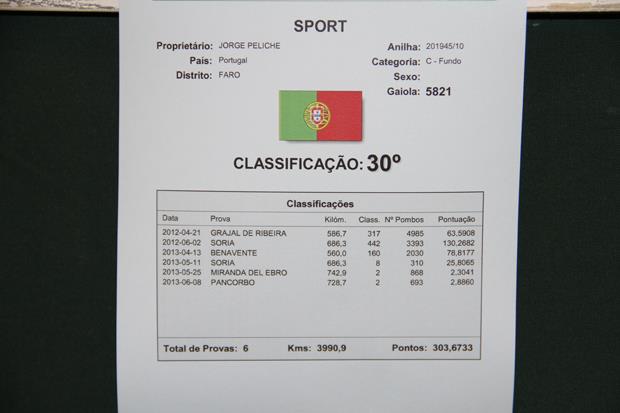 SPORT
Proprietário: JORGE PELICHE Anilha: 201945/10
País: Portugal Categoria: C - Fundo
Distrito: FARO Sexo:
Gaiola: 5821
CLASSIFICAÇÃO: 30º
Classificações
Data Prova Kilóm. Class. Nº Pombos Pontuação
2012-04-21 GRAJAL DE RIBEIRA 586,7 317 4985 63,5908
2012-06-02 SORIA 686,3 442 3393 130,2682
2013-04-13 BENAVENTE 560,0 160 2030 78,8177
2013-05-11 SORIA 686,3 8 310 25,8065
2013-05-25 MIRANDA DEL EBRO 742,9 2 868 2,3041
2013-06-08 PANCORBO 728,7 2 693 2,8860
Total de Provas: 6 Kms: 3990,9 Pontos: 303,6733